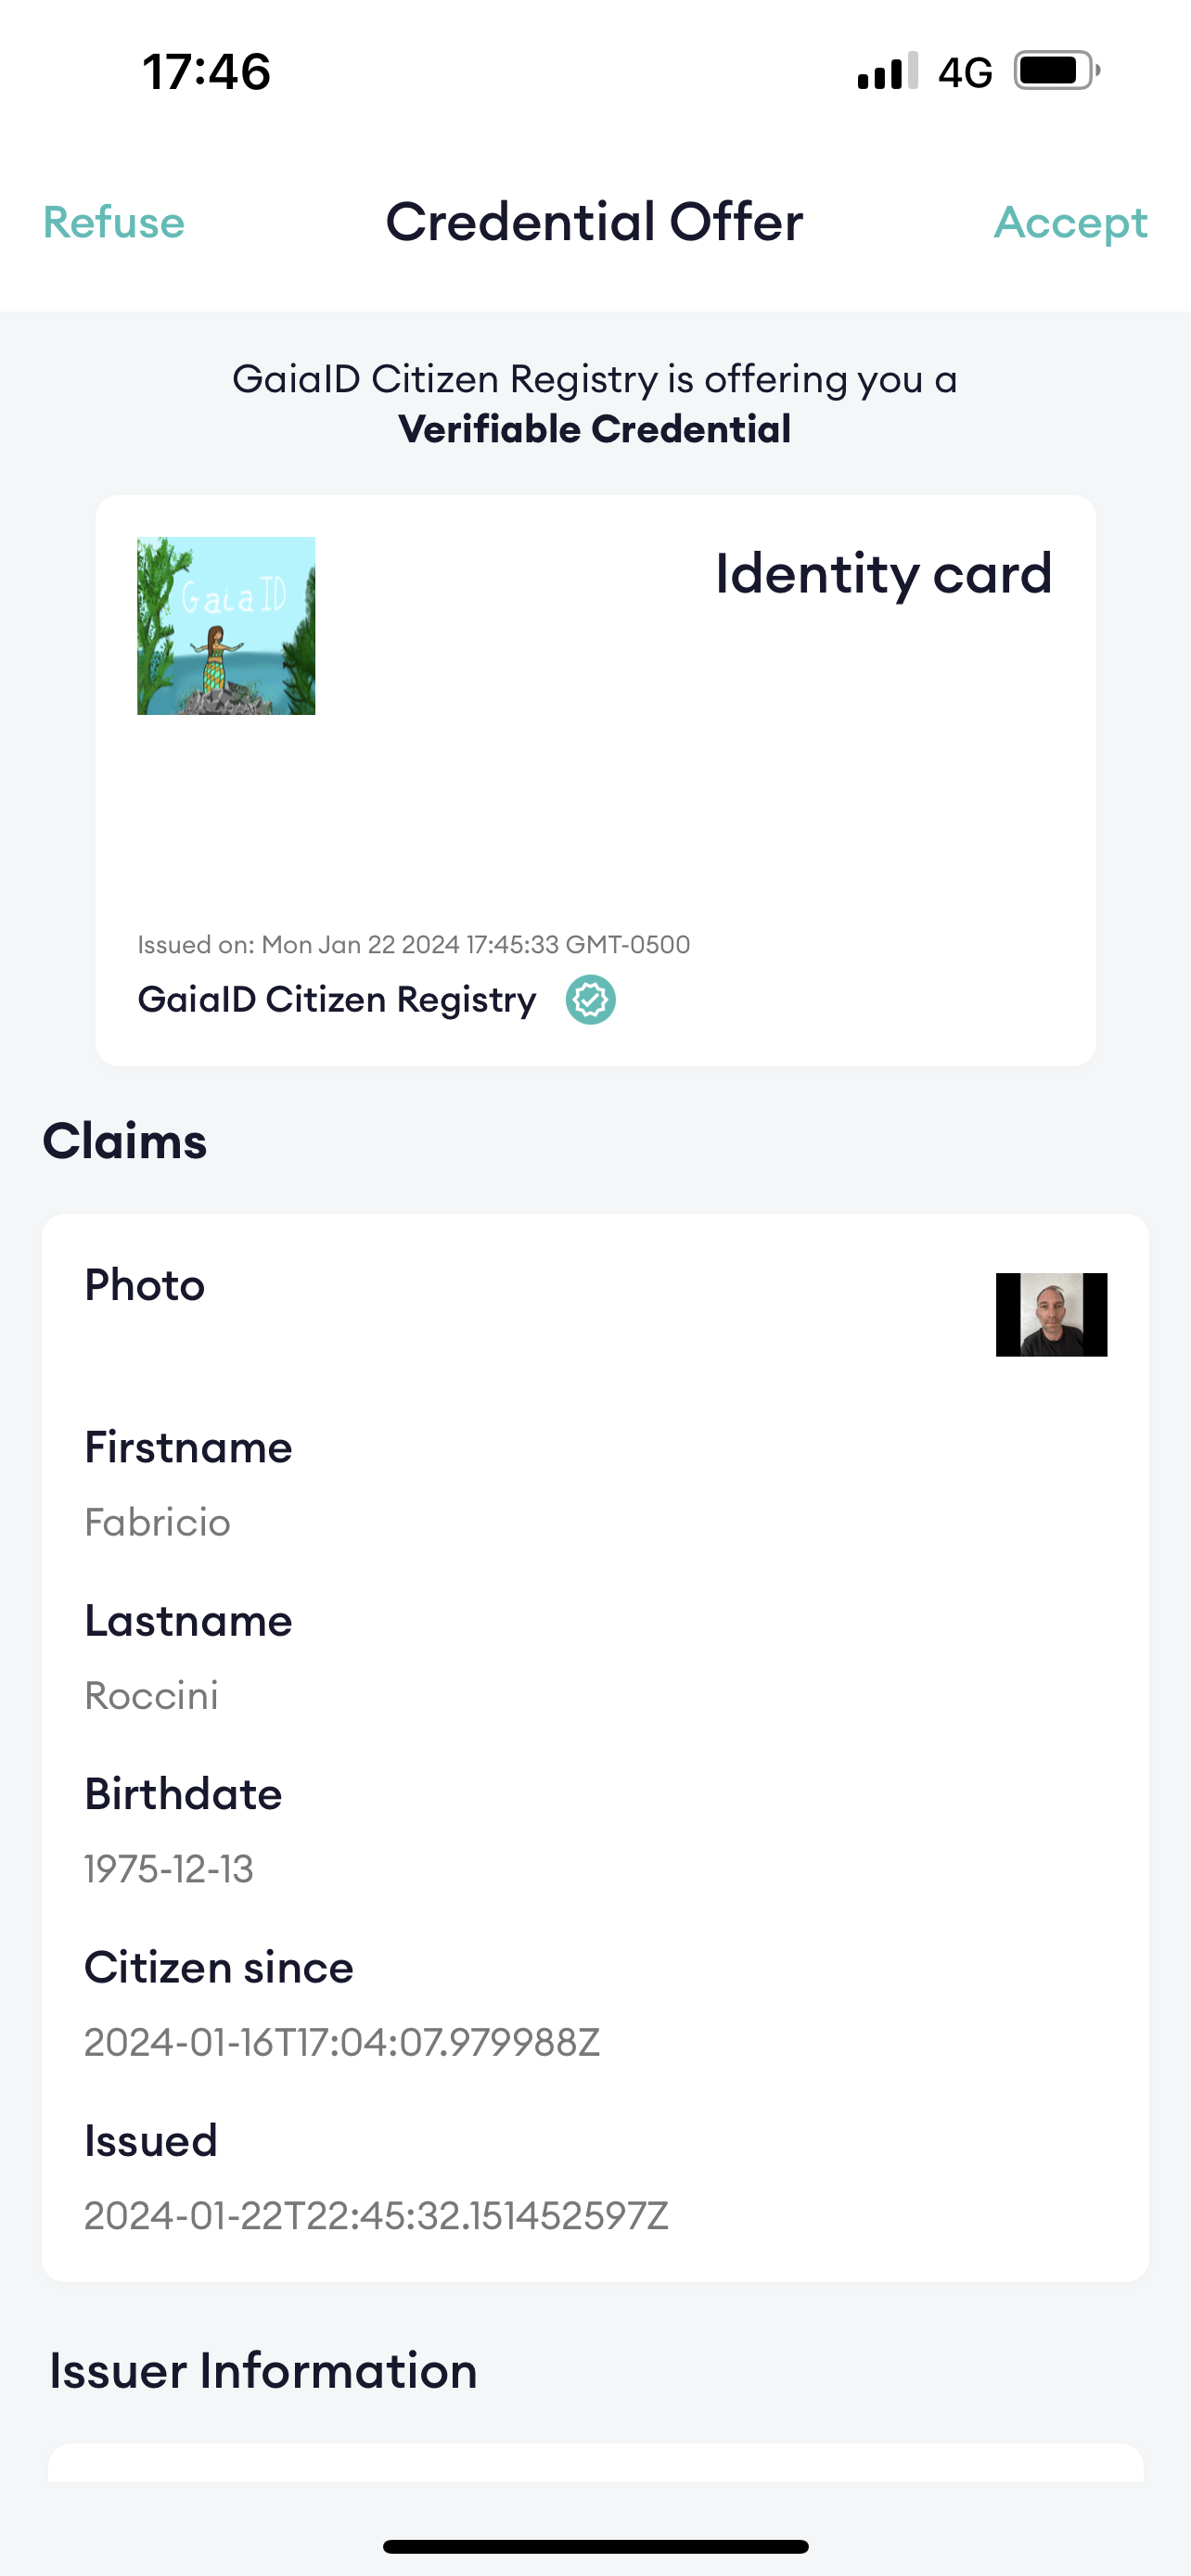 17:46
4G
Refuse
Credential Offer
Accept
GaiaID Citizen Registry is offering you a
Verifiable Credential
Gaia ID
Identity card
Issued on: Mon Jan 22 2024 17:45:33 GMT-0500
GaiaID Citizen Registry
Claims
Photo
Firstname
Fabricio
Lastname
Roccini
Birthdate
1975-12-13
Citizen since
2024-01-16T17:04:07.979988Z
Issued
2024-01-22T22:45:32.151452597Z
Issuer Information